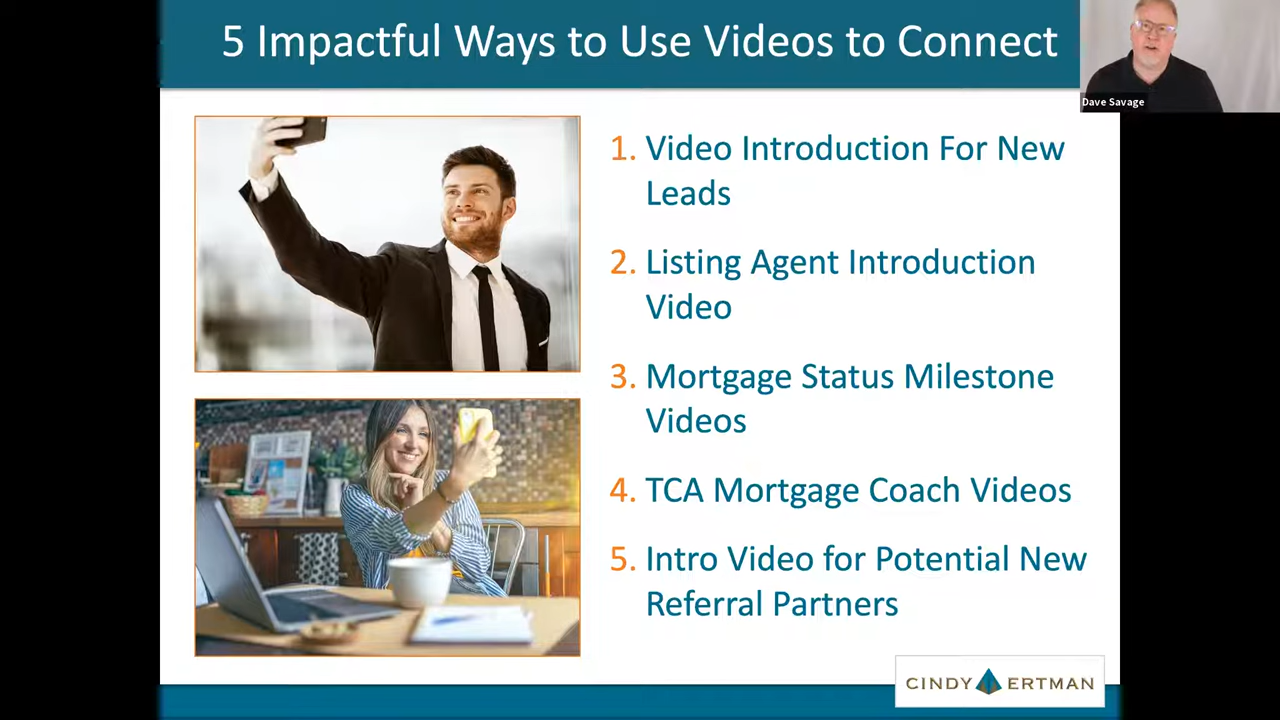 5 Impactful Ways to Use Videos to Connect
Dave Savage
1. Video Introduction For New
Leads
2. Listing Agent Introduction
Video
3. Mortgage Status Milestone
Videos
4. TCA Mortgage Coach Videos
5. Intro Video for Potential New
Referral Partners
CINDY ERTMAN